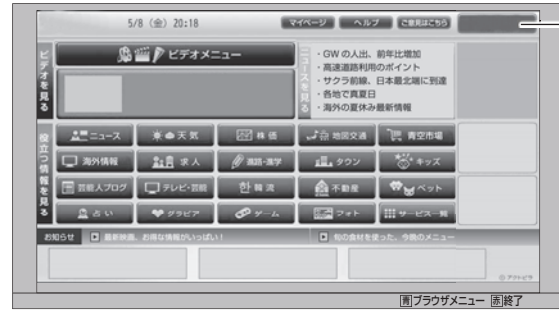 5/8（金）20:18
マイページ
ヘルプ
ご意見はこちら
ビデオを見る
ビデオメニュー
ニュースを見る
・GWの人出、前年比増加
・高速道路利用のポイント
・サクラ前線、日本最北端に到達
・各地で真夏日
・海外の夏休み最新情報
役立つ情報を見る
ニュース
天気
株価
地図交通
青空市場
海外情報
求人
進路-進学
タウン
キッズ
芸能人ブログ
テレビ・芸能
韓流
不動産
ペット
占い
グラビア
ゲーム
フォト
サービス一覧
お知らせ
最新映画、お得な情報がいっぱい！
旬の食材を使った、今晩のメニュー
© アクトビラ
青ブラウザメニュー 赤終了